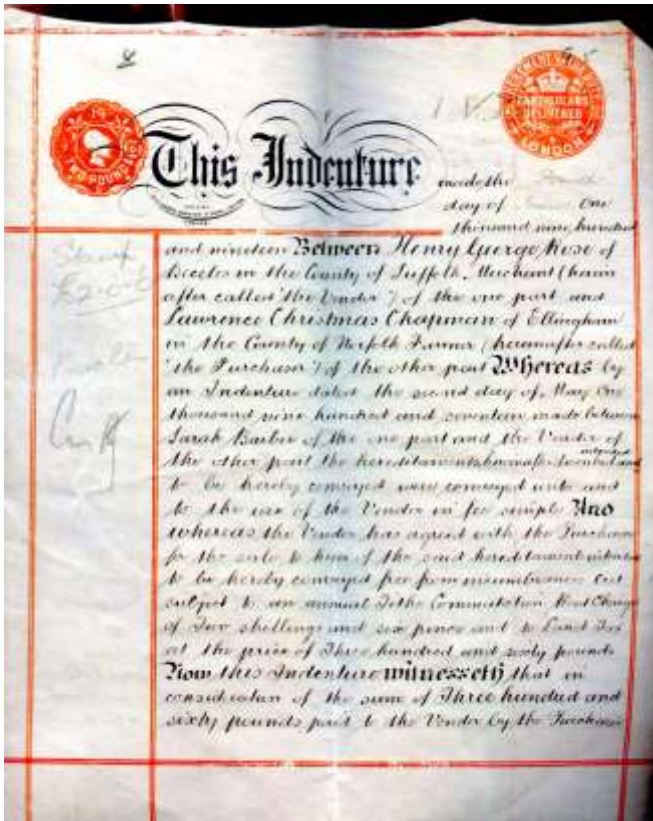 PARTICULARS
DELIVERED
LONDON
This Indenture made the
day of One
thousand nine hundred
and nineteen Between Henry George Rose of
Beccles in the County of Suffolk Merchant (herein
after called "the Vendor") of the one part and
Lawrence Christmas Chapman of Ellingham
in the County of Norfolk Farmer (hereinafter called
"the Purchaser") of the other part Whereas by
an Indenture dated the second day of May One
thousand nine hundred and seventeen made between
Sarah Barber of the one part and the Vendor of
the other part the hereditaments hereinafter described and
intended
to be hereby conveyed were conveyed unto and
to the use of the Vendor in fee simple And
whereas the Vendor has agreed with the Purchaser
for the sale to him of the said hereditaments intended
to be hereby conveyed free from incumbrances but
subject to an annual Tithe Commutation Rent Charge
of Two shillings and six pence and to Land Tax
at the price of Three hundred and sixty pounds
Now this Indenture witnesseth that in
consideration of the sum of Three hundred and
sixty pounds paid to the Vendor by the Purchaser
Stamp